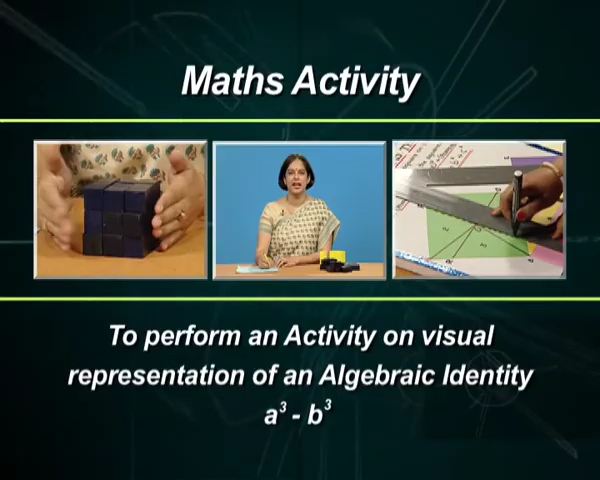 Maths Activity
To perform an Activity on visual
representation of an Algebraic Identity
a³ - b³